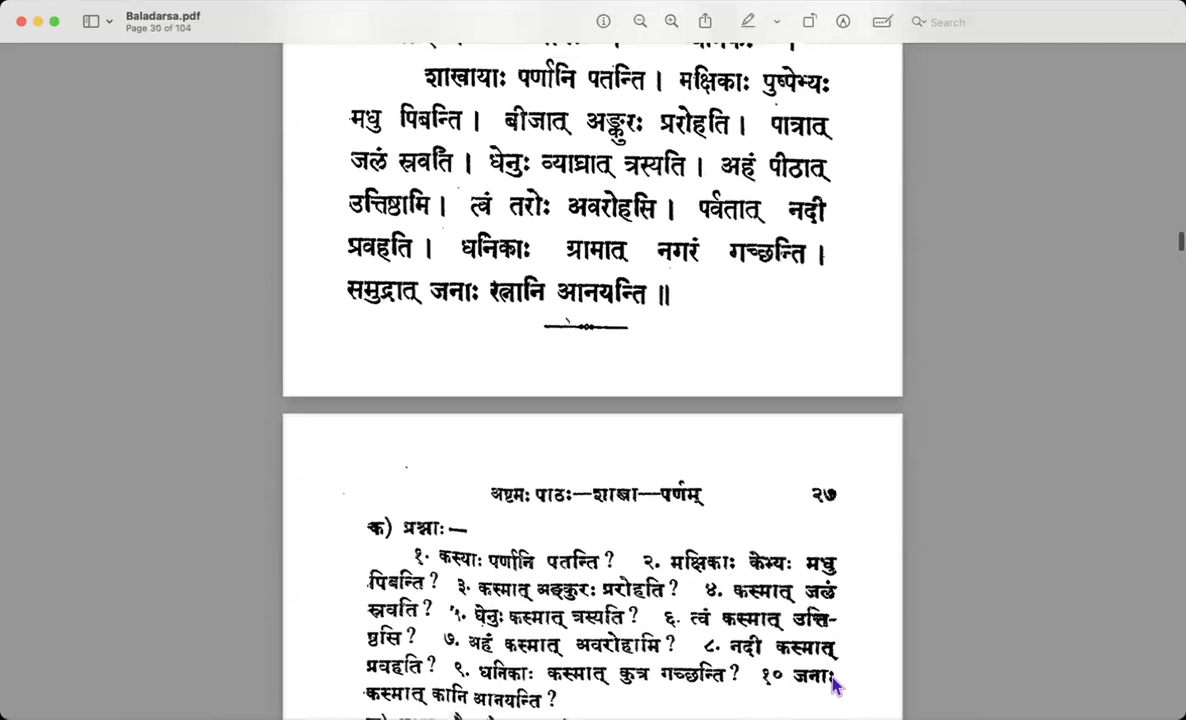 Baladarsa.pdf
Page 30 of 104
Search
शाखायाः पर्णानि पतन्ति । मक्षिकाः पुष्पेभ्यः
मधु पिबन्ति । बीजात् अङ्कुरः प्ररोहति । पात्रात्
जलं स्रवति । धेनुः व्याघ्रात् त्रस्यति । अहं पीठात्
उत्तिष्ठामि । त्वं तरोः अवरोहसि । पर्वतात् नदी
प्रवहति । धनिकाः ग्रामात् नगरं गच्छन्ति ।
समुद्रात् जनाः रत्नानि आनयन्ति ॥
अष्टमः पाठः—शाखा—पर्णम् २७
क) प्रश्नाः—
१. कस्याः पर्णानि पतन्ति ? २. मक्षिकाः केभ्यः मधु
पिबन्ति ? ३. कस्मात् अङ्कुरः प्ररोहति ? ४. कस्मात् जलं
स्रवति ? ५. धेनुः कस्मात् त्रस्यति ? ६. त्वं कस्मात् उत्ति-
ष्ठसि ? ७. अहं कस्मात् अवरोहामि ? ८. नदी कस्मात्
प्रवहति ? ९. धनिकाः कस्मात् कुत्र गच्छन्ति ? १० जनाः
कस्मात् कानि आनयन्ति ?